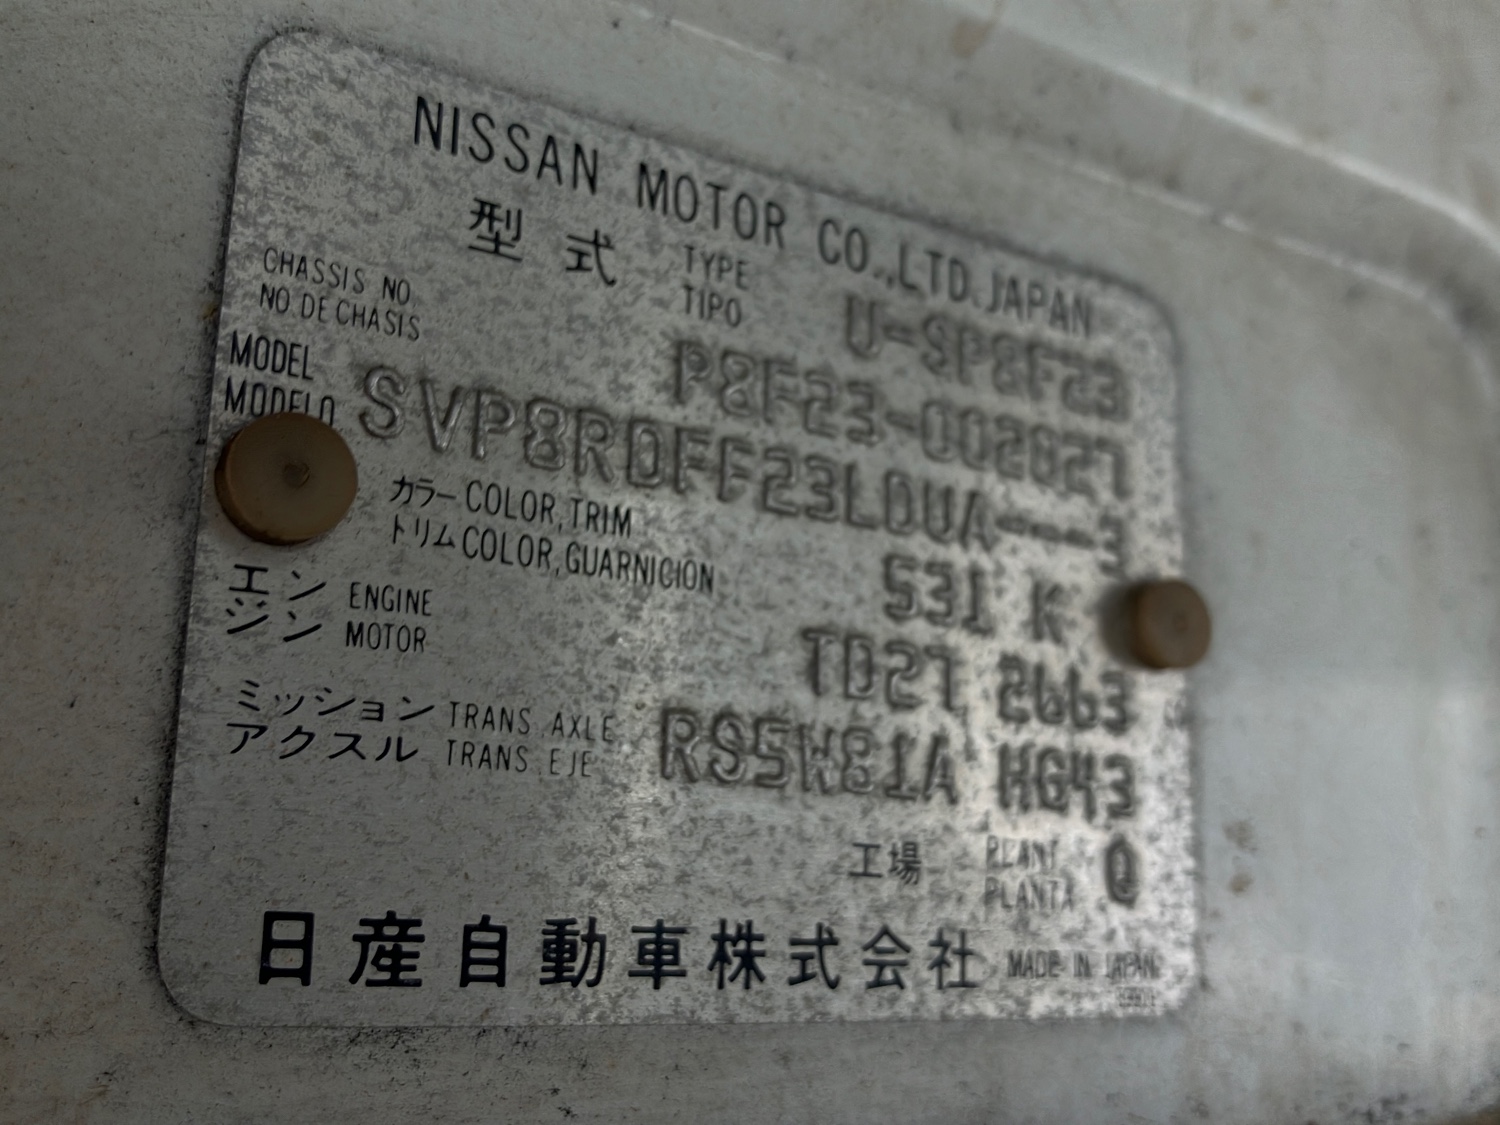 NISSAN MOTOR CO.,LTD. JAPAN
型式 TYPE TIPO U-SP8F23
CHASSIS NO.
NO. DE CHASIS P8F23-002827
MODEL
MODELO SVP8RDFF23LDUA---3
カラー COLOR,TRIM
トリム COLOR,GUARNICION 531 K
エンジン ENGINE
MOTOR TD27 2663
ミッション TRANS. AXLE
アクスル TRANS. EJE RS5W81A HG43
工場 PLANT
PLANTA Q
日産自動車株式会社 MADE IN JAPAN